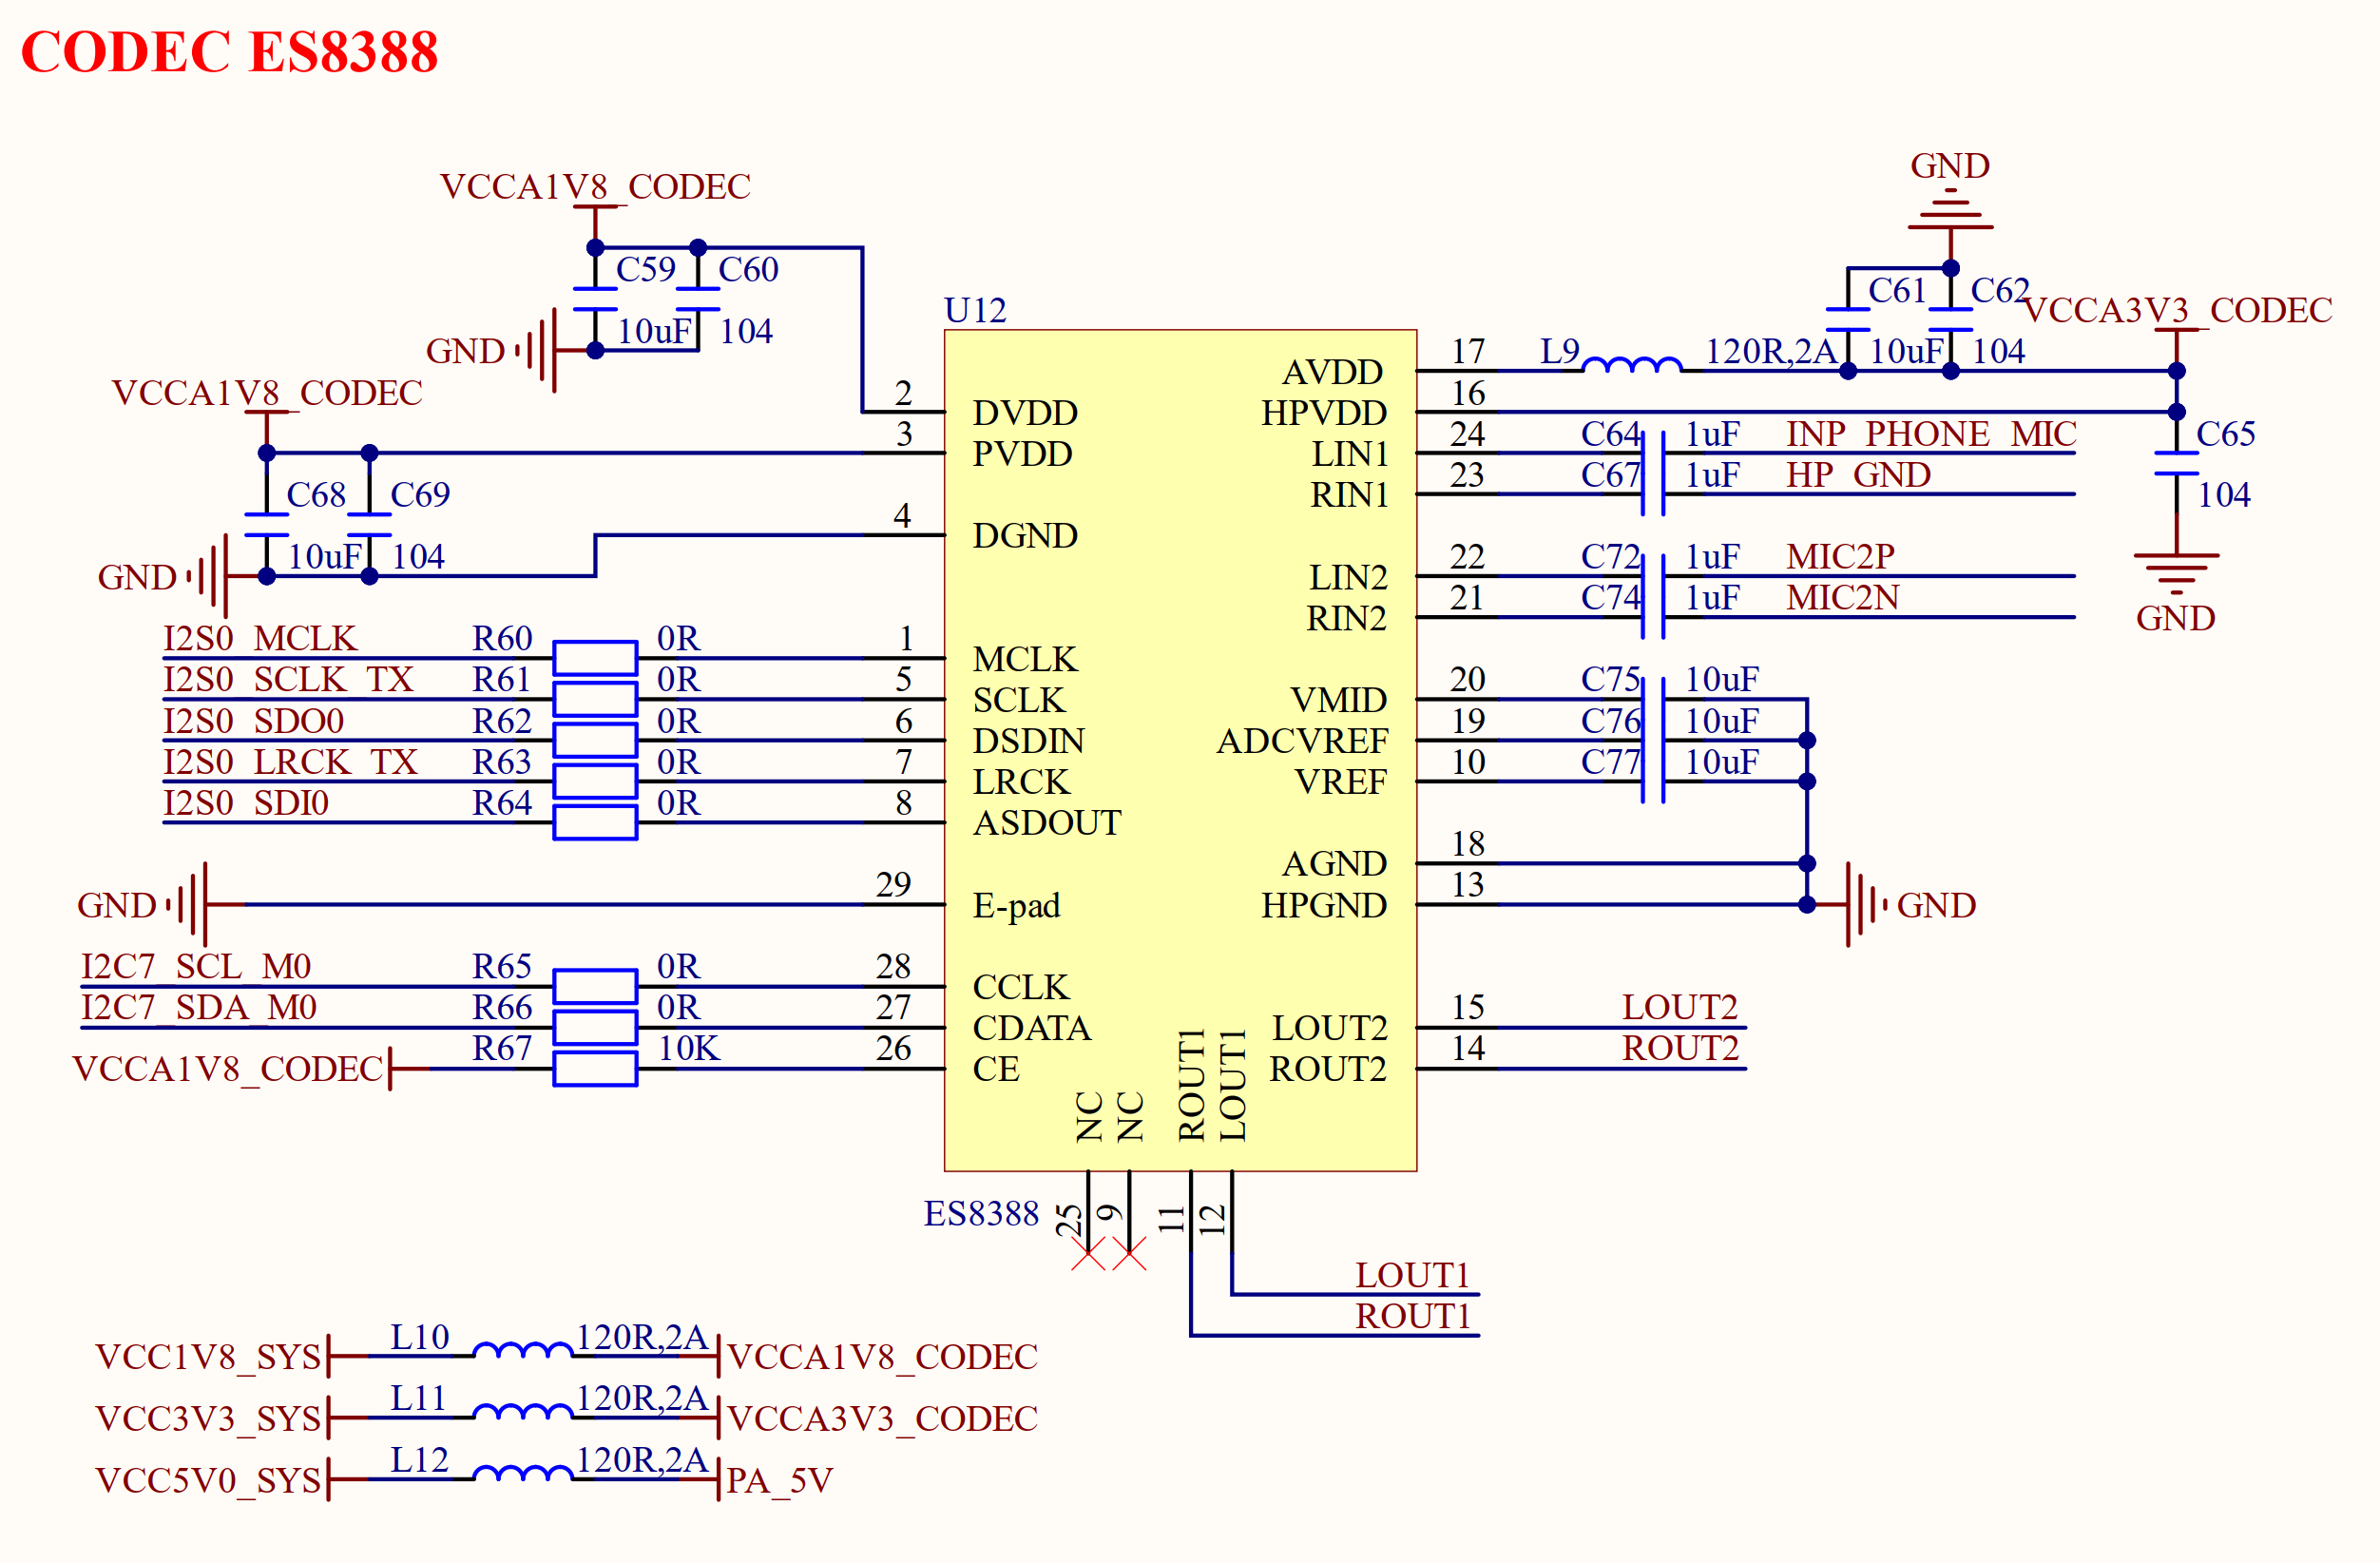 CODEC ES8388
GND
VCCA1V8_CODEC
C59 C60
10uF 104
GND
C61 C62
VCCA3V3_CODEC
U12
L9 120R,2A 10uF 104
VCCA1V8_CODEC
2 DVDD
3 PVDD
C68 C69
10uF 104
GND
4 DGND
AVDD 17
HPVDD 16
LIN1 24 C64 1uF INP_PHONE_MIC
RIN1 23 C67 1uF HP_GND
C65
104
GND
LIN2 22 C72 1uF MIC2P
RIN2 21 C74 1uF MIC2N
I2S0_MCLK R60 0R 1 MCLK
I2S0_SCLK_TX R61 0R 5 SCLK
I2S0_SDO0 R62 0R 6 DSDIN
I2S0_LRCK_TX R63 0R 7 LRCK
I2S0_SDI0 R64 0R 8 ASDOUT
VMID 20 C75 10uF
ADCVREF 19 C76 10uF
VREF 10 C77 10uF
AGND 18
HPGND 13 GND
GND 29 E-pad
I2C7_SCL_M0 R65 0R 28 CCLK
I2C7_SDA_M0 R66 0R 27 CDATA
VCCA1V8_CODEC R67 10K 26 CE
LOUT2 15 LOUT2
ROUT2 14 ROUT2
NC NC ROUT1 LOUT1
ES8388 25 9 11 12
LOUT1
ROUT1
VCC1V8_SYS L10 120R,2A VCCA1V8_CODEC
VCC3V3_SYS L11 120R,2A VCCA3V3_CODEC
VCC5V0_SYS L12 120R,2A PA_5V